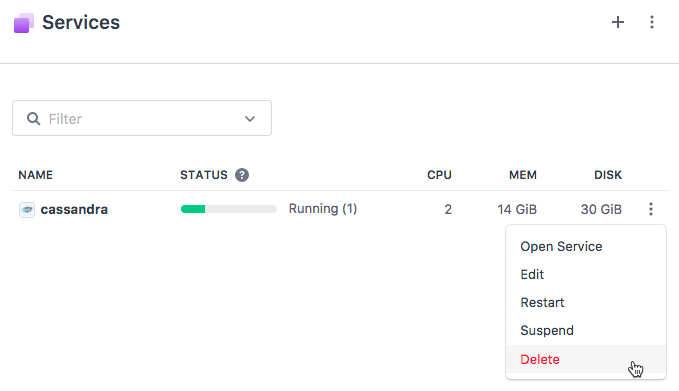 Services
Filter
NAME STATUS ? CPU MEM DISK
cassandra Running (1) 2 14 GiB 30 GiB
Open Service
Edit
Restart
Suspend
Delete